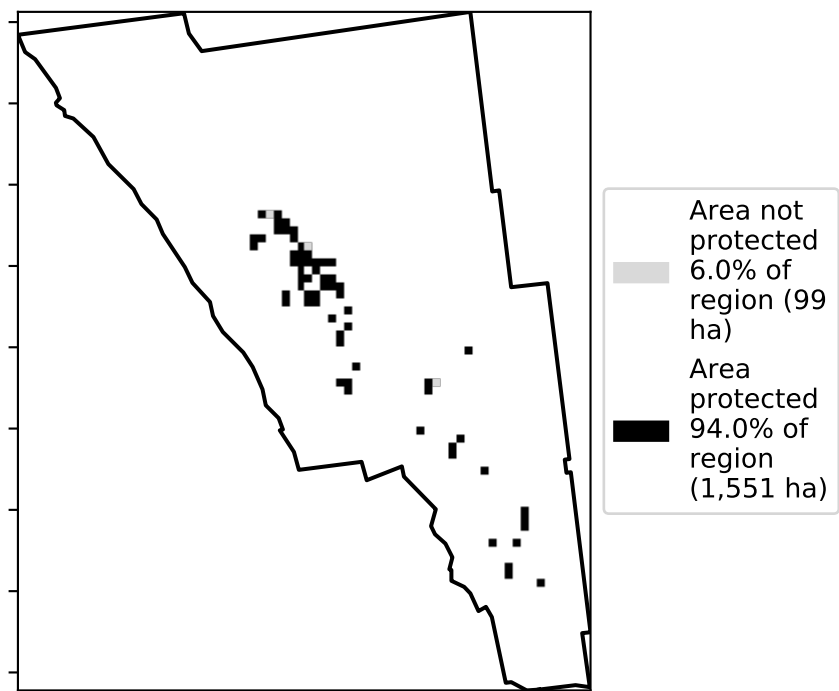 Area not
protected
6.0% of
region (99
ha)
Area
protected
94.0% of
region
(1,551 ha)